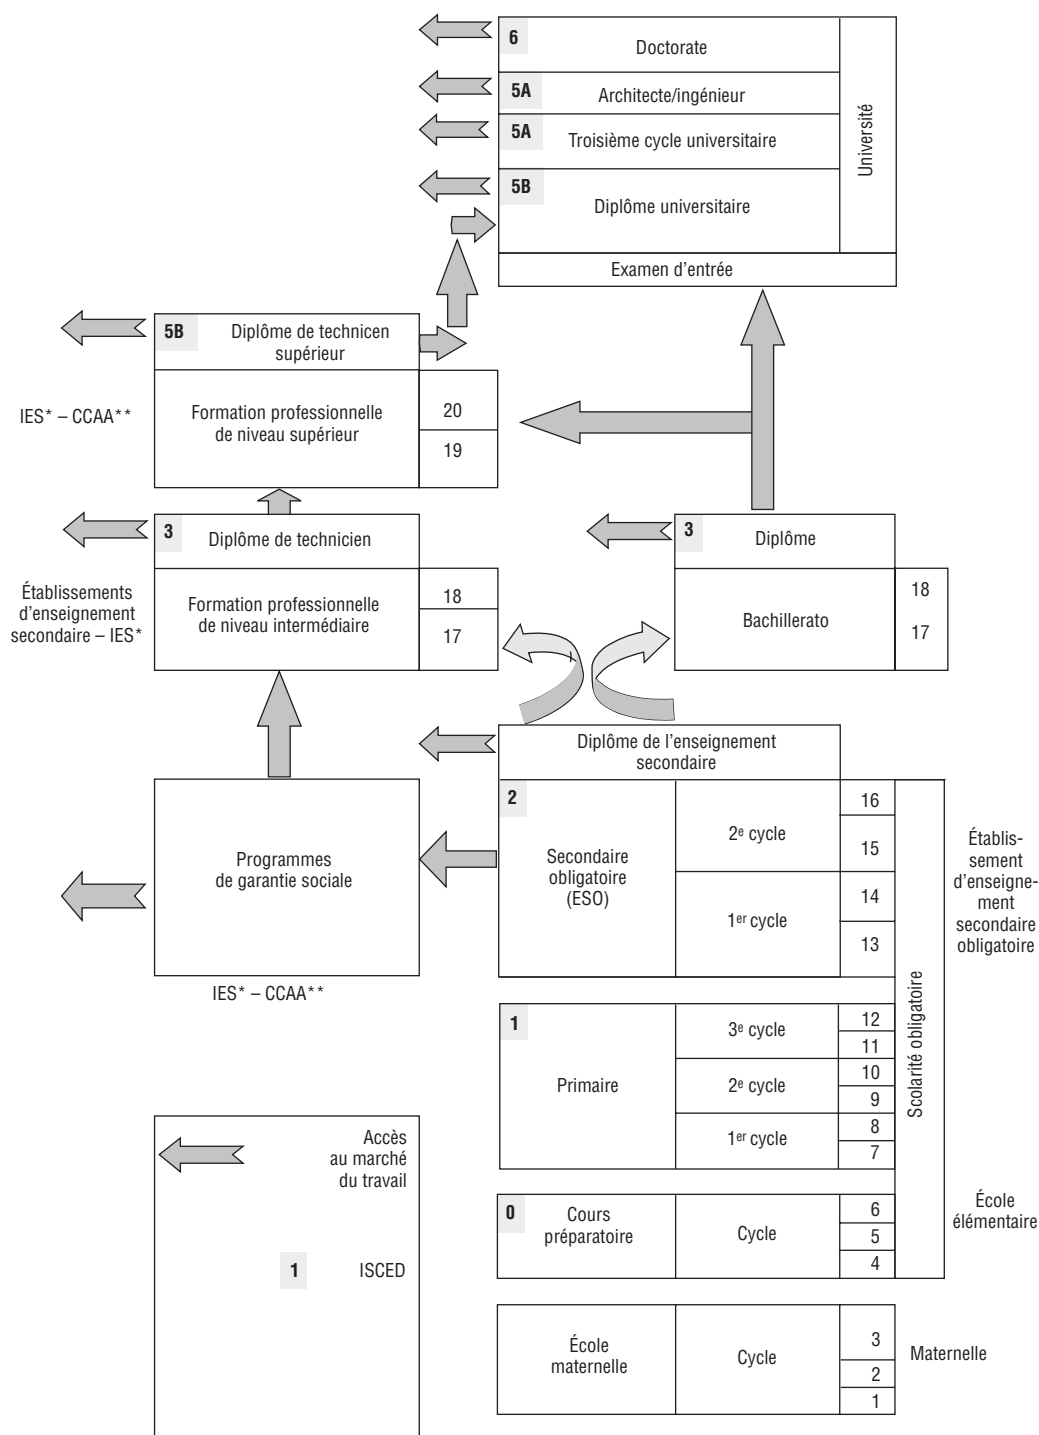 6
Doctorate
5A
Architecte/ingénieur
5A
Troisième cycle universitaire
5B
Diplôme universitaire
Université
Examen d'entrée
5B
Diplôme de technicen
supérieur
IES* – CCAA**
Formation professionnelle
de niveau supérieur
20
19
3
Diplôme de technicien
Établissements
d'enseignement
secondaire – IES*
Formation professionnelle
de niveau intermédiaire
18
17
3
Diplôme
Bachillerato
18
17
Diplôme de l'enseignement
secondaire
2
Secondaire
obligatoire
(ESO)
2e cycle
16
15
1er cycle
14
13
Établis-
sement
d'enseigne-
ment
secondaire
obligatoire
Programmes
de garantie sociale
IES* – CCAA**
Scolarité obligatoire
1
Primaire
3e cycle
12
11
2e cycle
10
9
1er cycle
8
7
0
Cours
préparatoire
Cycle
6
5
4
École
élémentaire
École
maternelle
Cycle
3
2
1
Maternelle
Accès
au marché
du travail
1
ISCED